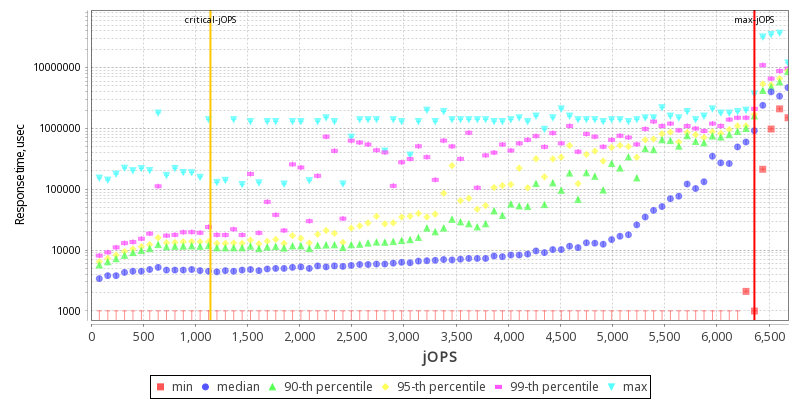 critical-jOPS max-jOPS
10000000
1000000
100000
10000
1000
Response time, usec
0 500 1,000 1,500 2,000 2,500 3,000 3,500 4,000 4,500 5,000 5,500 6,000 6,500
jOPS
min median 90-th percentile 95-th percentile 99-th percentile max